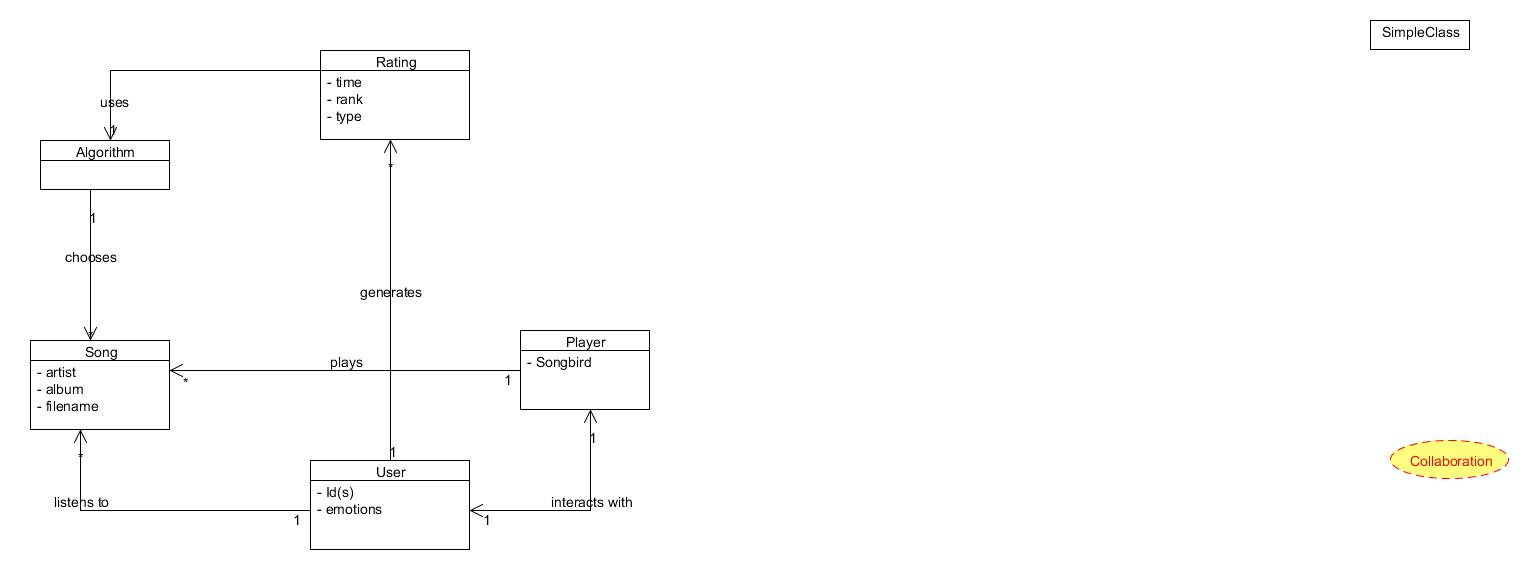 SimpleClass
Rating
- time
- rank
- type
uses
1
Algorithm
*
1
chooses
generates
*
Song
- artist
- album
- filename
plays
*
1
Player
- Songbird
*
1
1
User
- Id(s)
- emotions
listens to
1
interacts with
1
Collaboration